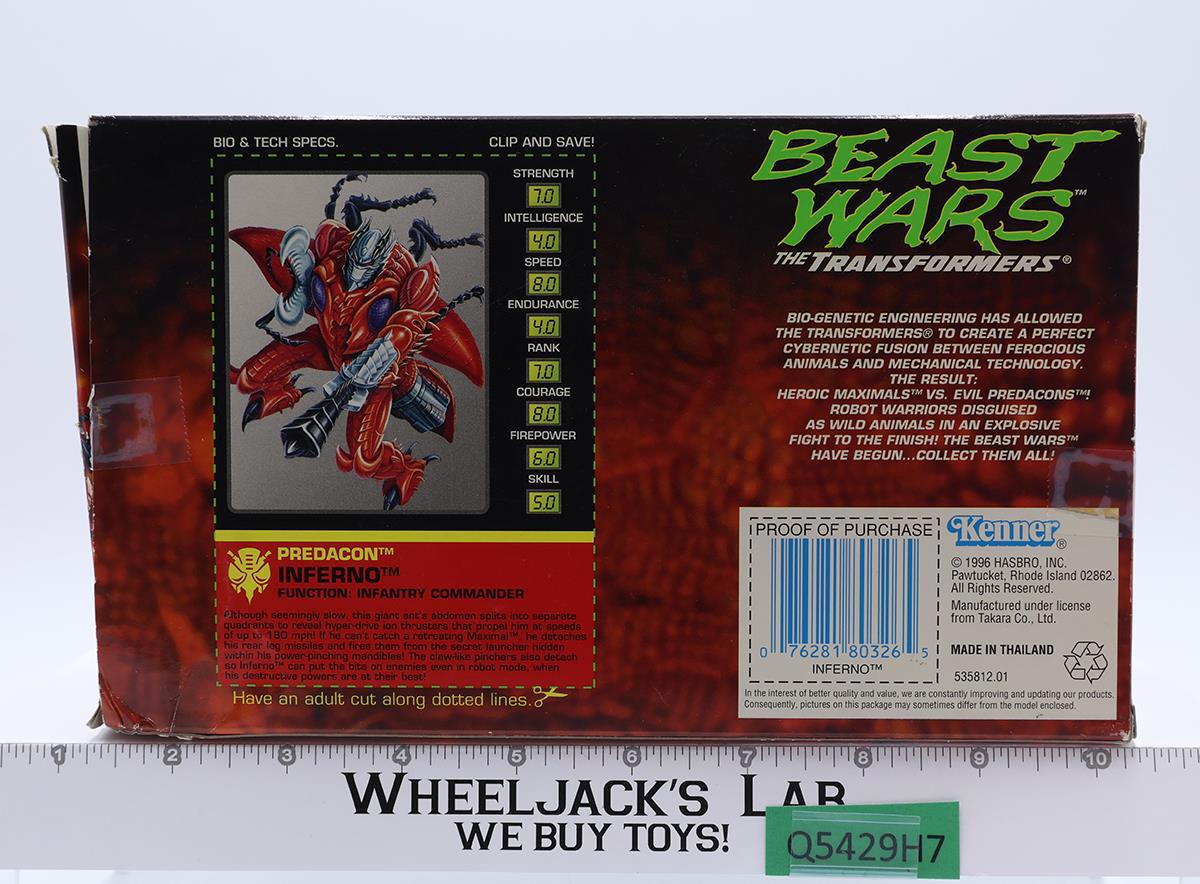 BIO & TECH SPECS.
CLIP AND SAVE!
STRENGTH
7.0
INTELLIGENCE
4.0
SPEED
8.0
ENDURANCE
4.0
RANK
7.0
COURAGE
8.0
FIREPOWER
6.0
SKILL
5.0
PREDACON™
INFERNO™
FUNCTION: INFANTRY COMMANDER
Although seemingly slow, this giant ant's abdomen splits into separate
quadrants to reveal hyper-drive ion thrusters that propel him at speeds
of up to 180 mph! If he can't catch a retreating Maximal™, he detaches
his rear leg missiles and fires them from the secret launcher hidden
within his power-pinching mandibles! The claw-like pinchers also detach
so Inferno™ can put the bite on enemies even in robot mode, when
his destructive powers are at their best!
Have an adult cut along dotted lines.
BEAST
WARS™
THE TRANSFORMERS®
BIO-GENETIC ENGINEERING HAS ALLOWED
THE TRANSFORMERS® TO CREATE A PERFECT
CYBERNETIC FUSION BETWEEN FEROCIOUS
ANIMALS AND MECHANICAL TECHNOLOGY.
THE RESULT:
HEROIC MAXIMALS™ VS. EVIL PREDACONS™!
ROBOT WARRIORS DISGUISED
AS WILD ANIMALS IN AN EXPLOSIVE
FIGHT TO THE FINISH! THE BEAST WARS™
HAVE BEGUN...COLLECT THEM ALL!
PROOF OF PURCHASE
0 76281 80326 5
INFERNO™
Kenner®
© 1996 HASBRO, INC.
Pawtucket, Rhode Island 02862.
All Rights Reserved.
Manufactured under license
from Takara Co., Ltd.
MADE IN THAILAND
535812.01
In the interest of better quality and value, we are constantly improving and updating our products.
Consequently, pictures on this package may sometimes differ from the model enclosed.
1 2 3 4 5 6 7 8 9 10
WHEELJACK'S LAB
WE BUY TOYS!
Q5429H7